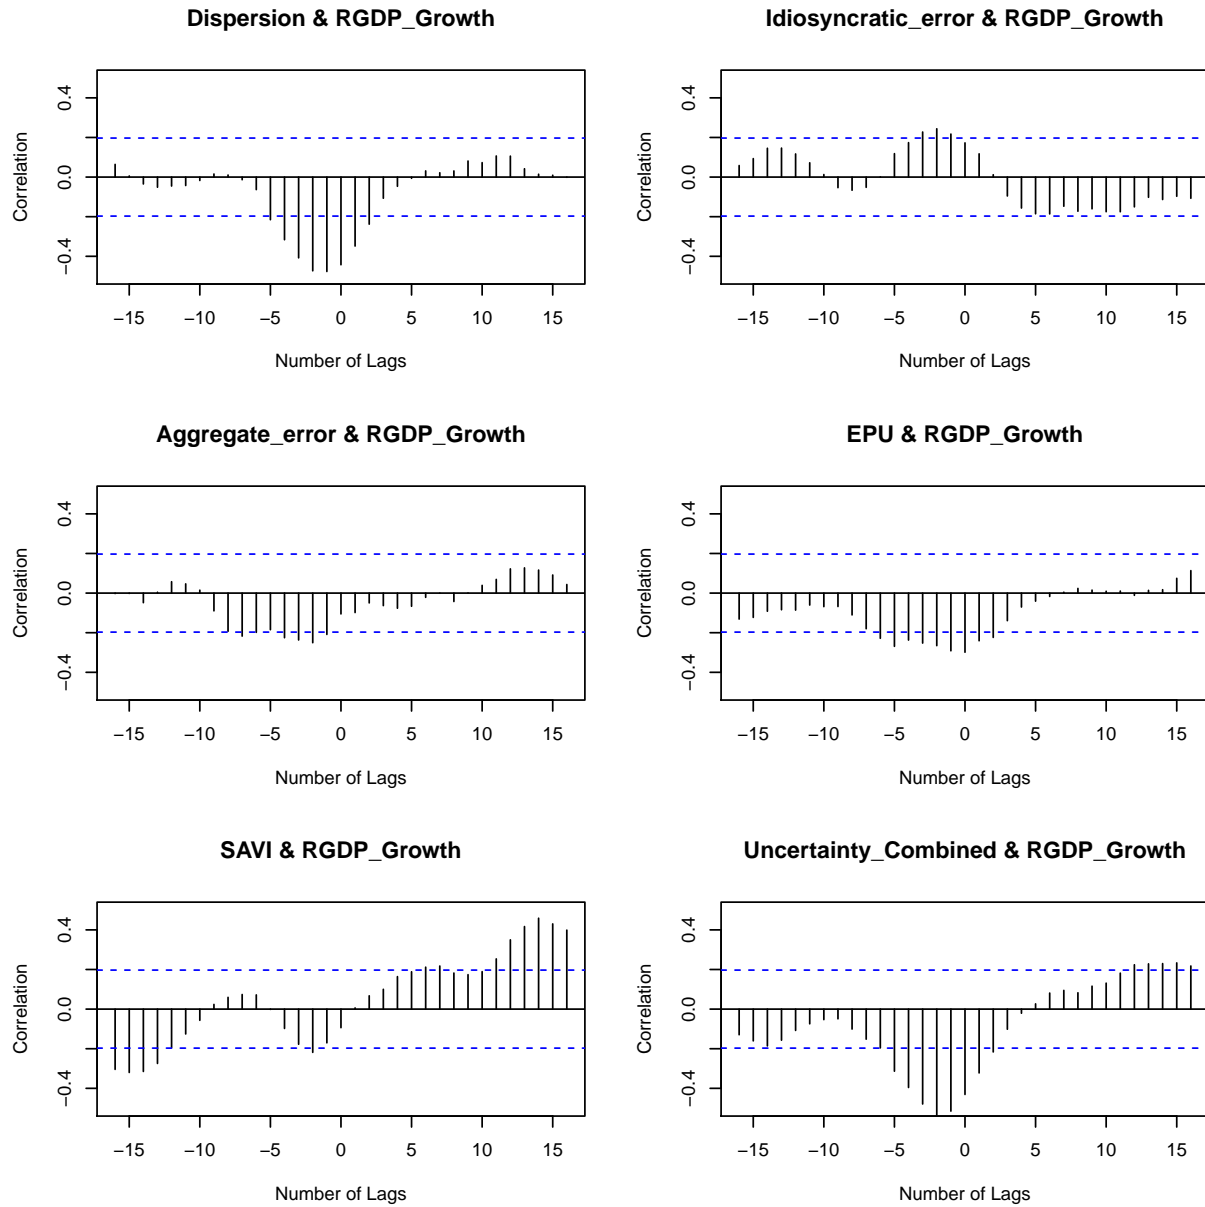 Dispersion & RGDP_Growth
0.4
0.0
−0.4
Correlation
−15 −10 −5 0 5 10 15
Number of Lags
Idiosyncratic_error & RGDP_Growth
0.4
0.0
−0.4
Correlation
−15 −10 −5 0 5 10 15
Number of Lags
Aggregate_error & RGDP_Growth
0.4
0.0
−0.4
Correlation
−15 −10 −5 0 5 10 15
Number of Lags
EPU & RGDP_Growth
0.4
0.0
−0.4
Correlation
−15 −10 −5 0 5 10 15
Number of Lags
SAVI & RGDP_Growth
0.4
0.0
−0.4
Correlation
−15 −10 −5 0 5 10 15
Number of Lags
Uncertainty_Combined & RGDP_Growth
0.4
0.0
−0.4
Correlation
−15 −10 −5 0 5 10 15
Number of Lags